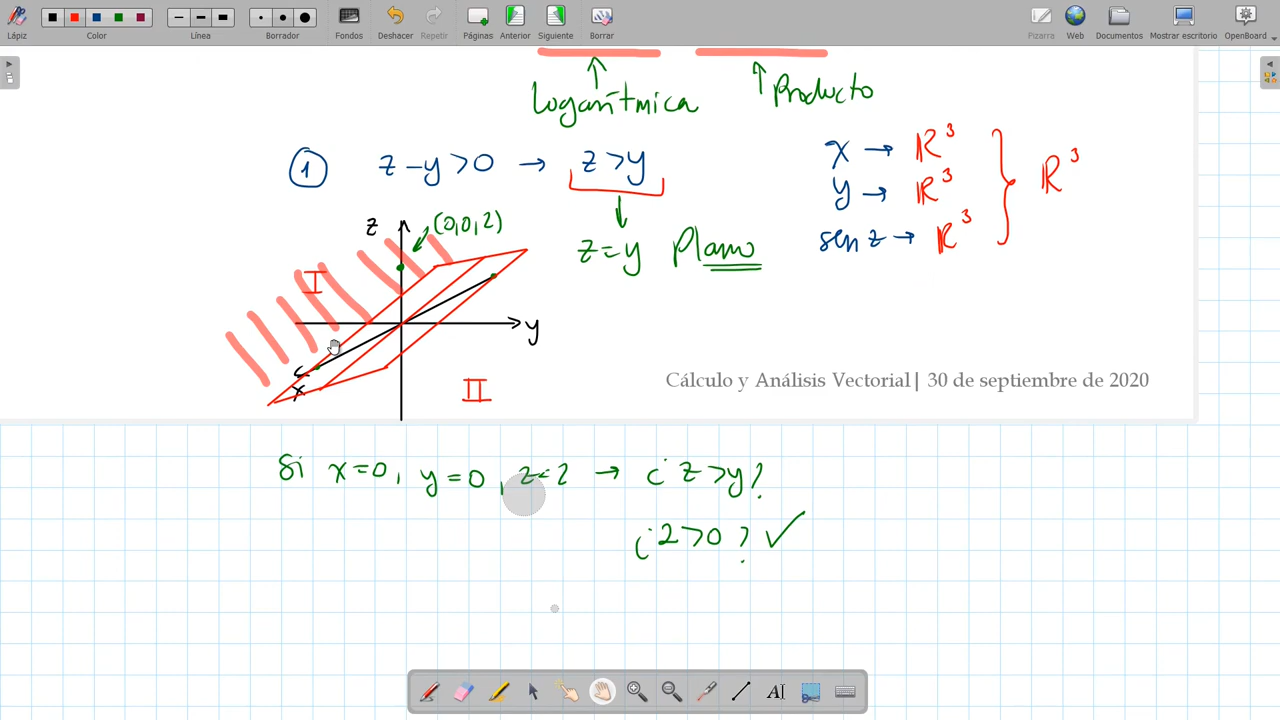 Lápiz Color Línea Borrador Fondos Deshacer Repetir Páginas Anterior Siguiente Borrar Pizarra Web Documentos Mostrar escritorio OpenBoard
↑ ↑
Logarítmica Producto
① z - y > 0 → z > y
x → ℝ³
y → ℝ³
sen z → ℝ³
} ℝ³
↓
z = y Plano
z
(0,0,2)
I
y
x
II
Cálculo y Análisis Vectorial| 30 de septiembre de 2020
Si x=0, y=0, z=2 → ¿ z > y?
¿ 2 > 0 ? ✓
AI